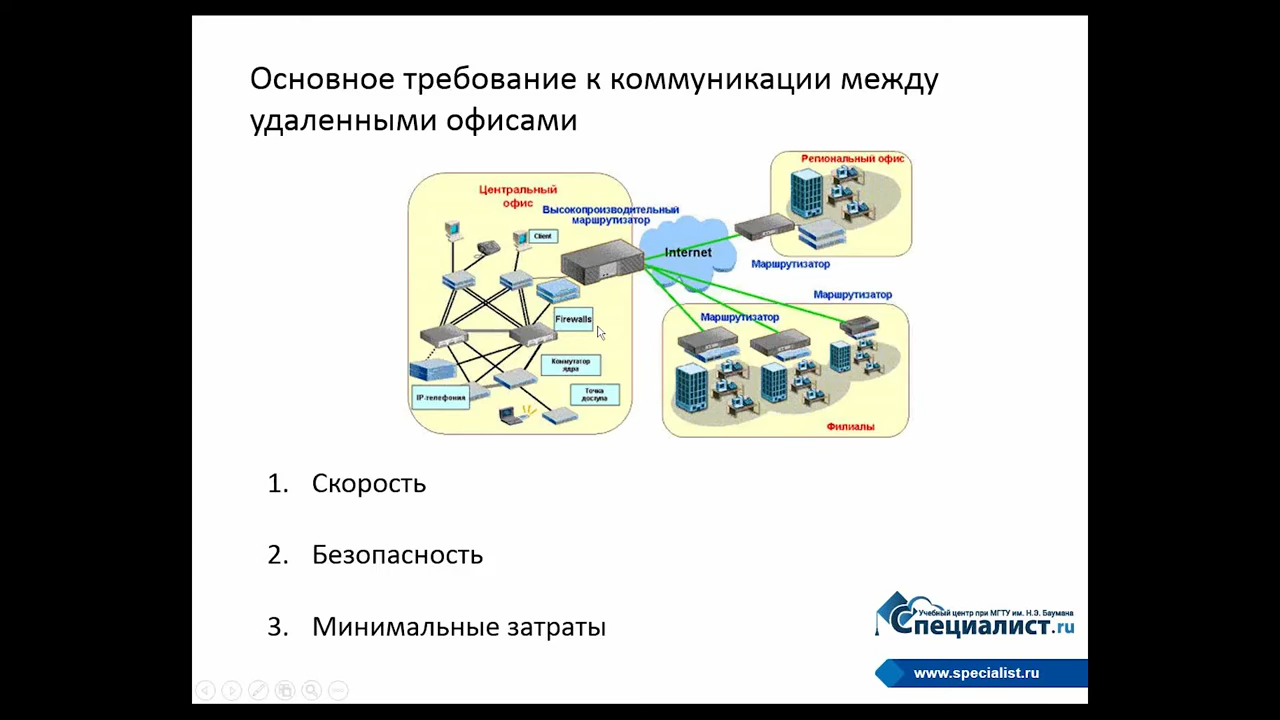 Основное требование к коммуникации между
удаленными офисами
Региональный офис
Центральный
офис
Высокопроизводительный
маршрутизатор
Client
Internet
Маршрутизатор
Маршрутизатор
Маршрутизатор
Firewalls
Коммутатор
ядра
IP-телефония
Точка
доступа
Филиалы
1. Скорость
2. Безопасность
3. Минимальные затраты
Учебный центр при МГТУ им. Н.Э. Баумана
Специалист.ru
www.specialist.ru